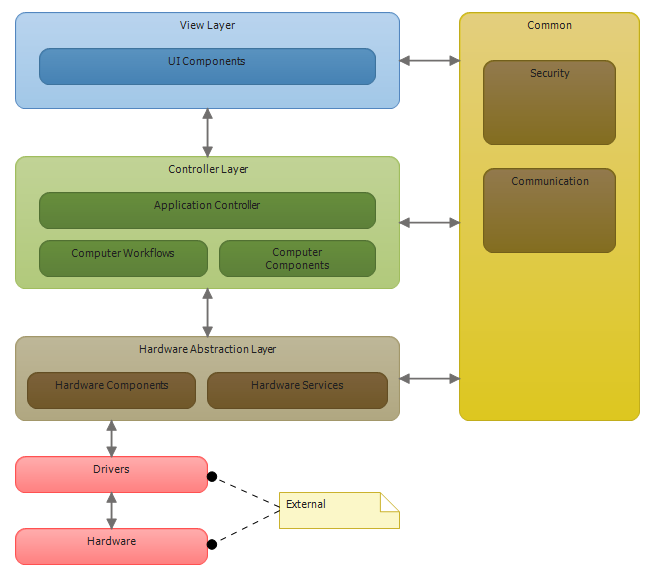 View Layer
UI Components
Common
Security
Communication
Controller Layer
Application Controller
Computer Workflows
Computer
Components
Hardware Abstraction Layer
Hardware Components
Hardware Services
Drivers
External
Hardware